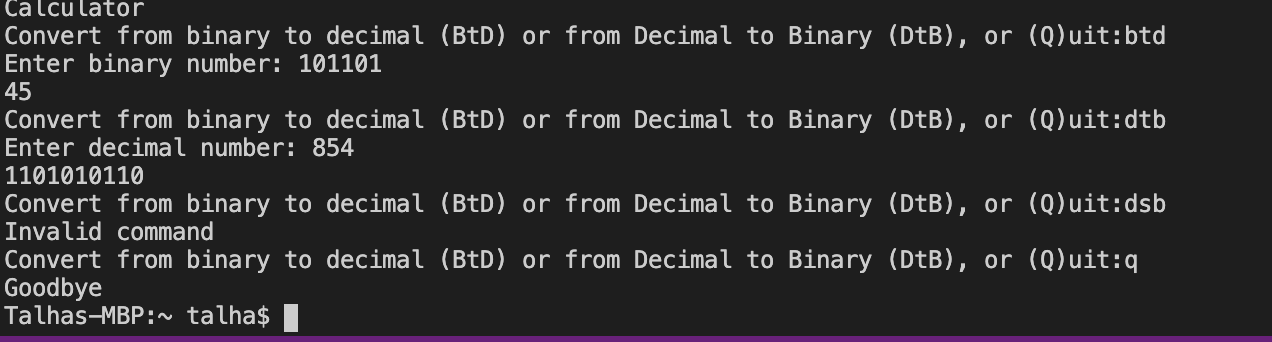 Calculator
Convert from binary to decimal (BtD) or from Decimal to Binary (DtB), or (Q)uit:btd
Enter binary number: 101101
45
Convert from binary to decimal (BtD) or from Decimal to Binary (DtB), or (Q)uit:dtb
Enter decimal number: 854
1101010110
Convert from binary to decimal (BtD) or from Decimal to Binary (DtB), or (Q)uit:dsb
Invalid command
Convert from binary to decimal (BtD) or from Decimal to Binary (DtB), or (Q)uit:q
Goodbye
Talhas-MBP:~ talha$